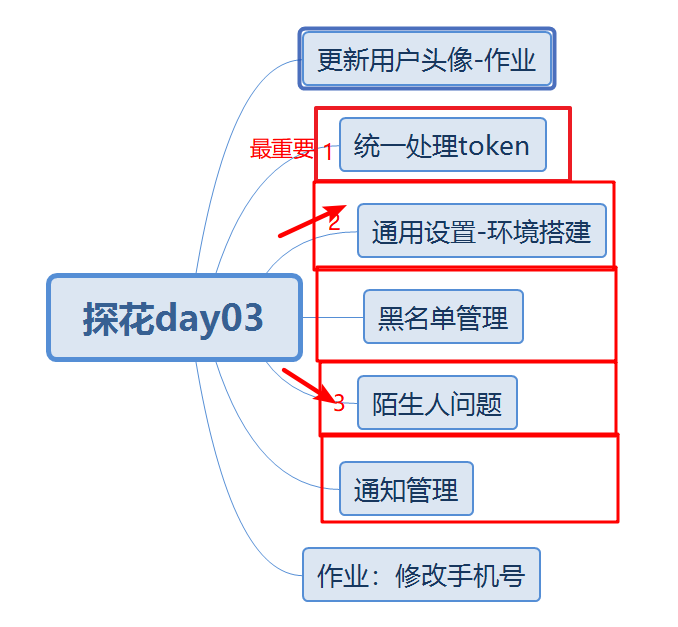 更新用户头像-作业
最重要 1
统一处理token
2
通用设置-环境搭建
探花day03
黑名单管理
3
陌生人问题
通知管理
作业：修改手机号